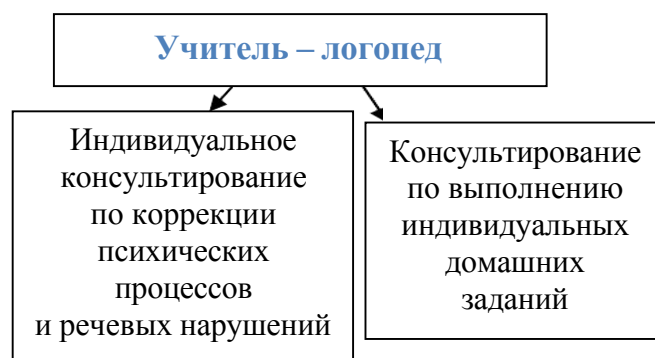 Учитель – логопед
Индивидуальное
консультирование
по коррекции
психических
процессов
и речевых нарушений
Консультирование
по выполнению
индивидуальных
домашних
заданий